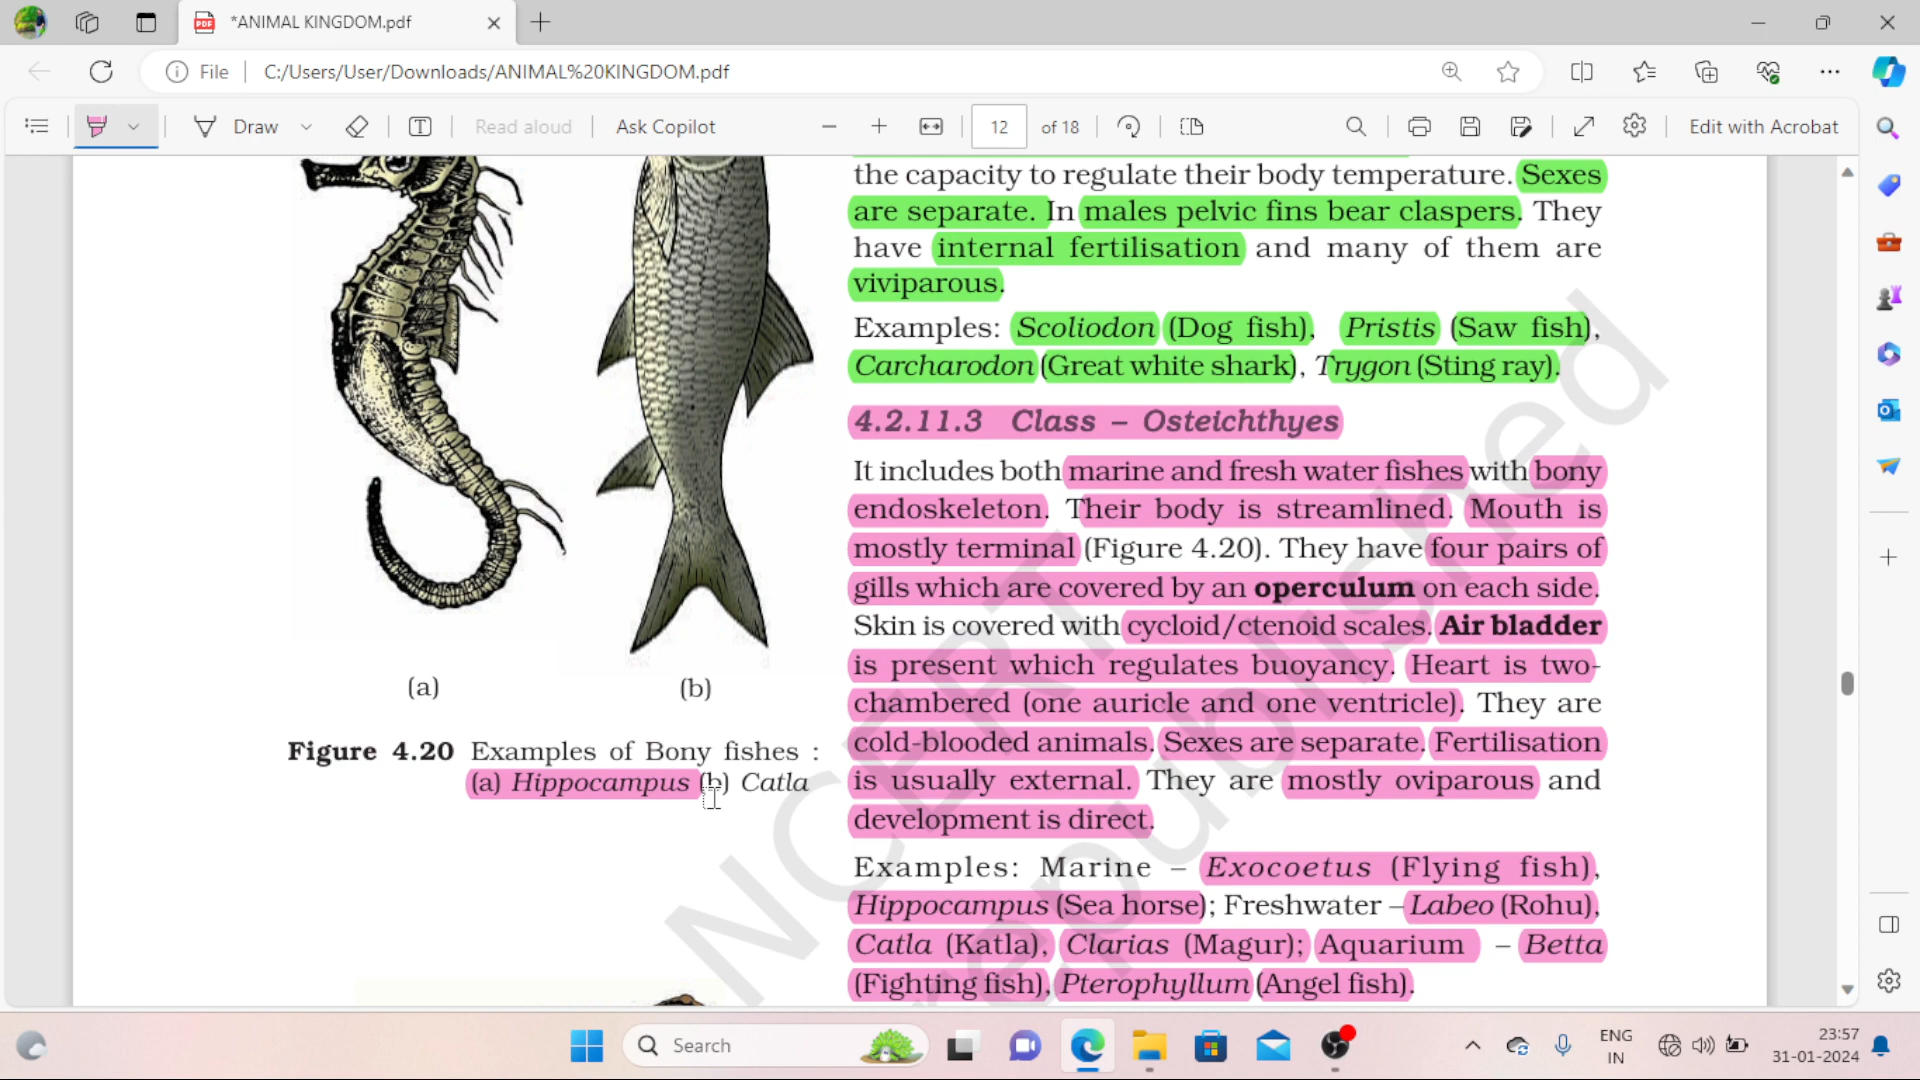 *ANIMAL KINGDOM.pdf
File
C:/Users/User/Downloads/ANIMAL%20KINGDOM.pdf
Draw
Read aloud
Ask Copilot
12
of 18
Edit with Acrobat
(a)
(b)
Figure 4.20 Examples of Bony fishes :
(a) Hippocampus (b) Catla
the capacity to regulate their body temperature. Sexes
are separate. In males pelvic fins bear claspers. They
have internal fertilisation and many of them are
viviparous.
Examples: Scoliodon (Dog fish), Pristis (Saw fish),
Carcharodon (Great white shark), Trygon (Sting ray).
4.2.11.3 Class – Osteichthyes
It includes both marine and fresh water fishes with bony
endoskeleton. Their body is streamlined. Mouth is
mostly terminal (Figure 4.20). They have four pairs of
gills which are covered by an operculum on each side.
Skin is covered with cycloid/ctenoid scales. Air bladder
is present which regulates buoyancy. Heart is two-
chambered (one auricle and one ventricle). They are
cold-blooded animals. Sexes are separate. Fertilisation
is usually external. They are mostly oviparous and
development is direct.
Examples: Marine – Exocoetus (Flying fish),
Hippocampus (Sea horse); Freshwater – Labeo (Rohu),
Catla (Katla), Clarias (Magur); Aquarium – Betta
(Fighting fish), Pterophyllum (Angel fish).
NCERT
republished
Search
ENG
IN
23:57
31-01-2024